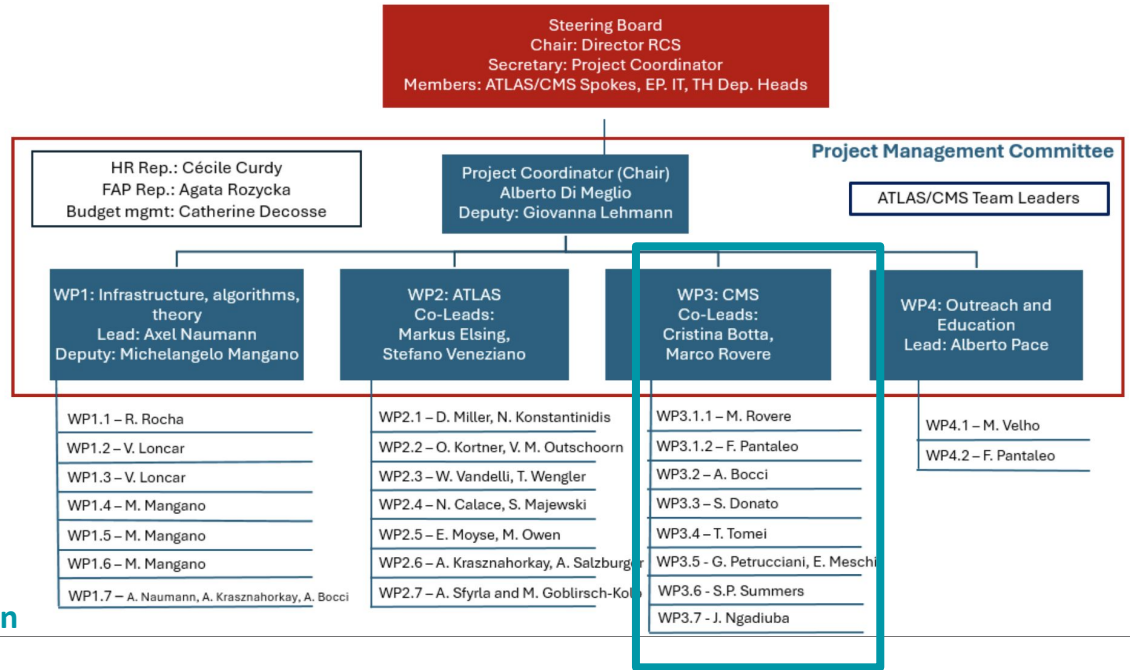 Steering Board
Chair: Director RCS
Secretary: Project Coordinator
Members: ATLAS/CMS Spokes, EP. IT, TH Dep. Heads
Project Management Committee
HR Rep.: Cécile Curdy
FAP Rep.: Agata Rozycka
Budget mgmt: Catherine Decosse
Project Coordinator (Chair)
Alberto Di Meglio
Deputy: Giovanna Lehmann
ATLAS/CMS Team Leaders
WP1: Infrastructure, algorithms,
theory
Lead: Axel Naumann
Deputy: Michelangelo Mangano
WP2: ATLAS
Co-Leads:
Markus Elsing,
Stefano Veneziano
WP3: CMS
Co-Leads:
Cristina Botta,
Marco Rovere
WP4: Outreach and
Education
Lead: Alberto Pace
WP1.1 – R. Rocha
WP1.2 – V. Loncar
WP1.3 – V. Loncar
WP1.4 – M. Mangano
WP1.5 – M. Mangano
WP1.6 – M. Mangano
WP1.7 – A. Naumann, A. Krasznahorkay, A. Bocci
WP2.1 – D. Miller, N. Konstantinidis
WP2.2 – O. Kortner, V. M. Outschoorn
WP2.3 – W. Vandelli, T. Wengler
WP2.4 – N. Calace, S. Majewski
WP2.5 – E. Moyse, M. Owen
WP2.6 – A. Krasznahorkay, A. Salzburger
WP2.7 – A. Sfyrla and M. Goblirsch-Kolb
WP3.1.1 – M. Rovere
WP3.1.2 – F. Pantaleo
WP3.2 – A. Bocci
WP3.3 – S. Donato
WP3.4 – T. Tomei
WP3.5 - G. Petrucciani, E. Meschi
WP3.6 - S.P. Summers
WP3.7 - J. Ngadiuba
WP4.1 – M. Velho
WP4.2 – F. Pantaleo
n